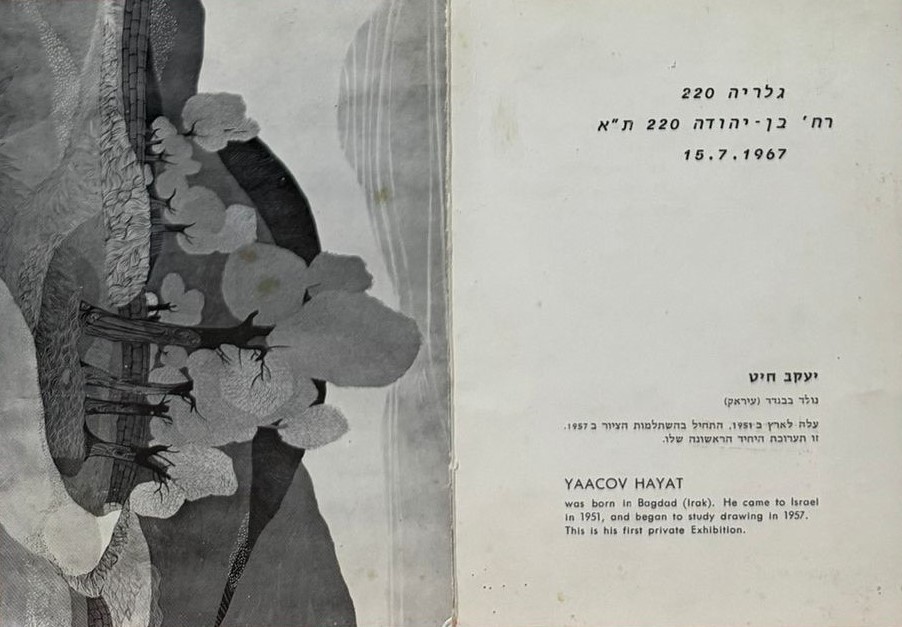 גלריה 220
רח' בן-יהודה 220 ת"א
15.7.1967
יעקב חיט
נולד בבגדד (עיראק)
עלה לארץ ב-1951, התחיל בהשתלמות הציור ב 1957.
זו תערוכת היחיד הראשונה שלו.
YAACOV HAYAT
was born in Bagdad (Irak). He came to Israel
in 1951, and began to study drawing in 1957.
This is his first private Exhibition.